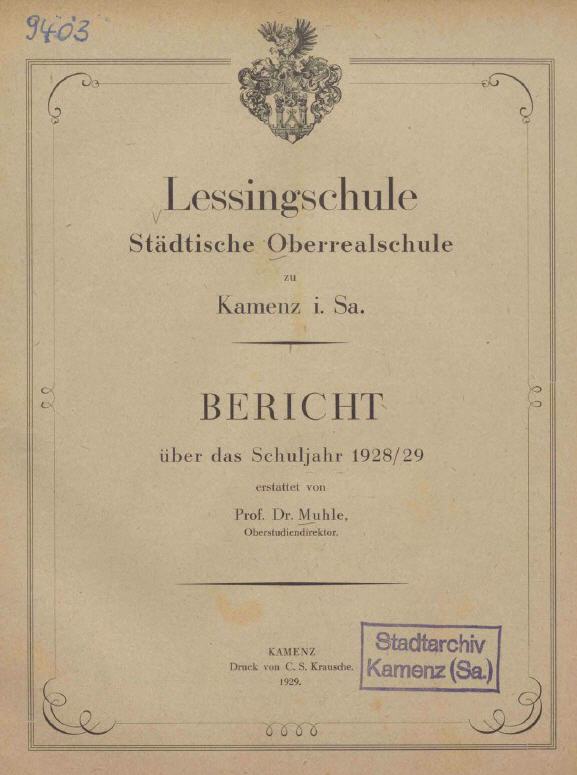 9403
Lessingschule
Städtische Oberrealschule
zu
Kamenz i. Sa.
BERICHT
über das Schuljahr 1928/29
erstattet von
Prof. Dr. Muhle,
Oberstudiendirektor.
KAMENZ
Druck von C. S. Krausche.
1929.
Stadtarchiv
Kamenz (Sa.)